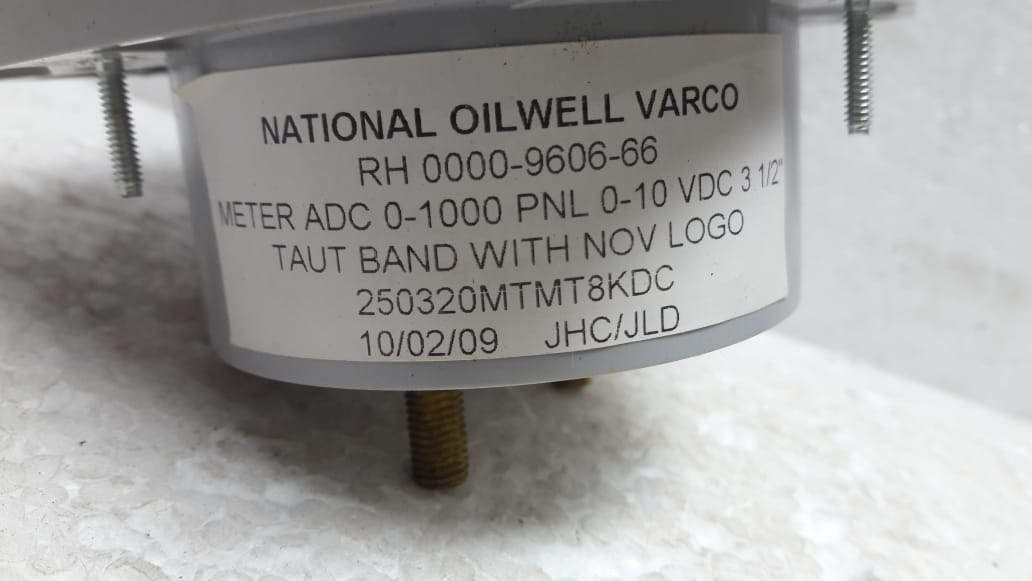 NATIONAL OILWELL VARCO
RH 0000-9606-66
METER ADC 0-1000 PNL 0-10 VDC 3 1/2"
TAUT BAND WITH NOV LOGO
250320MTMT8KDC
10/02/09 JHC/JLD